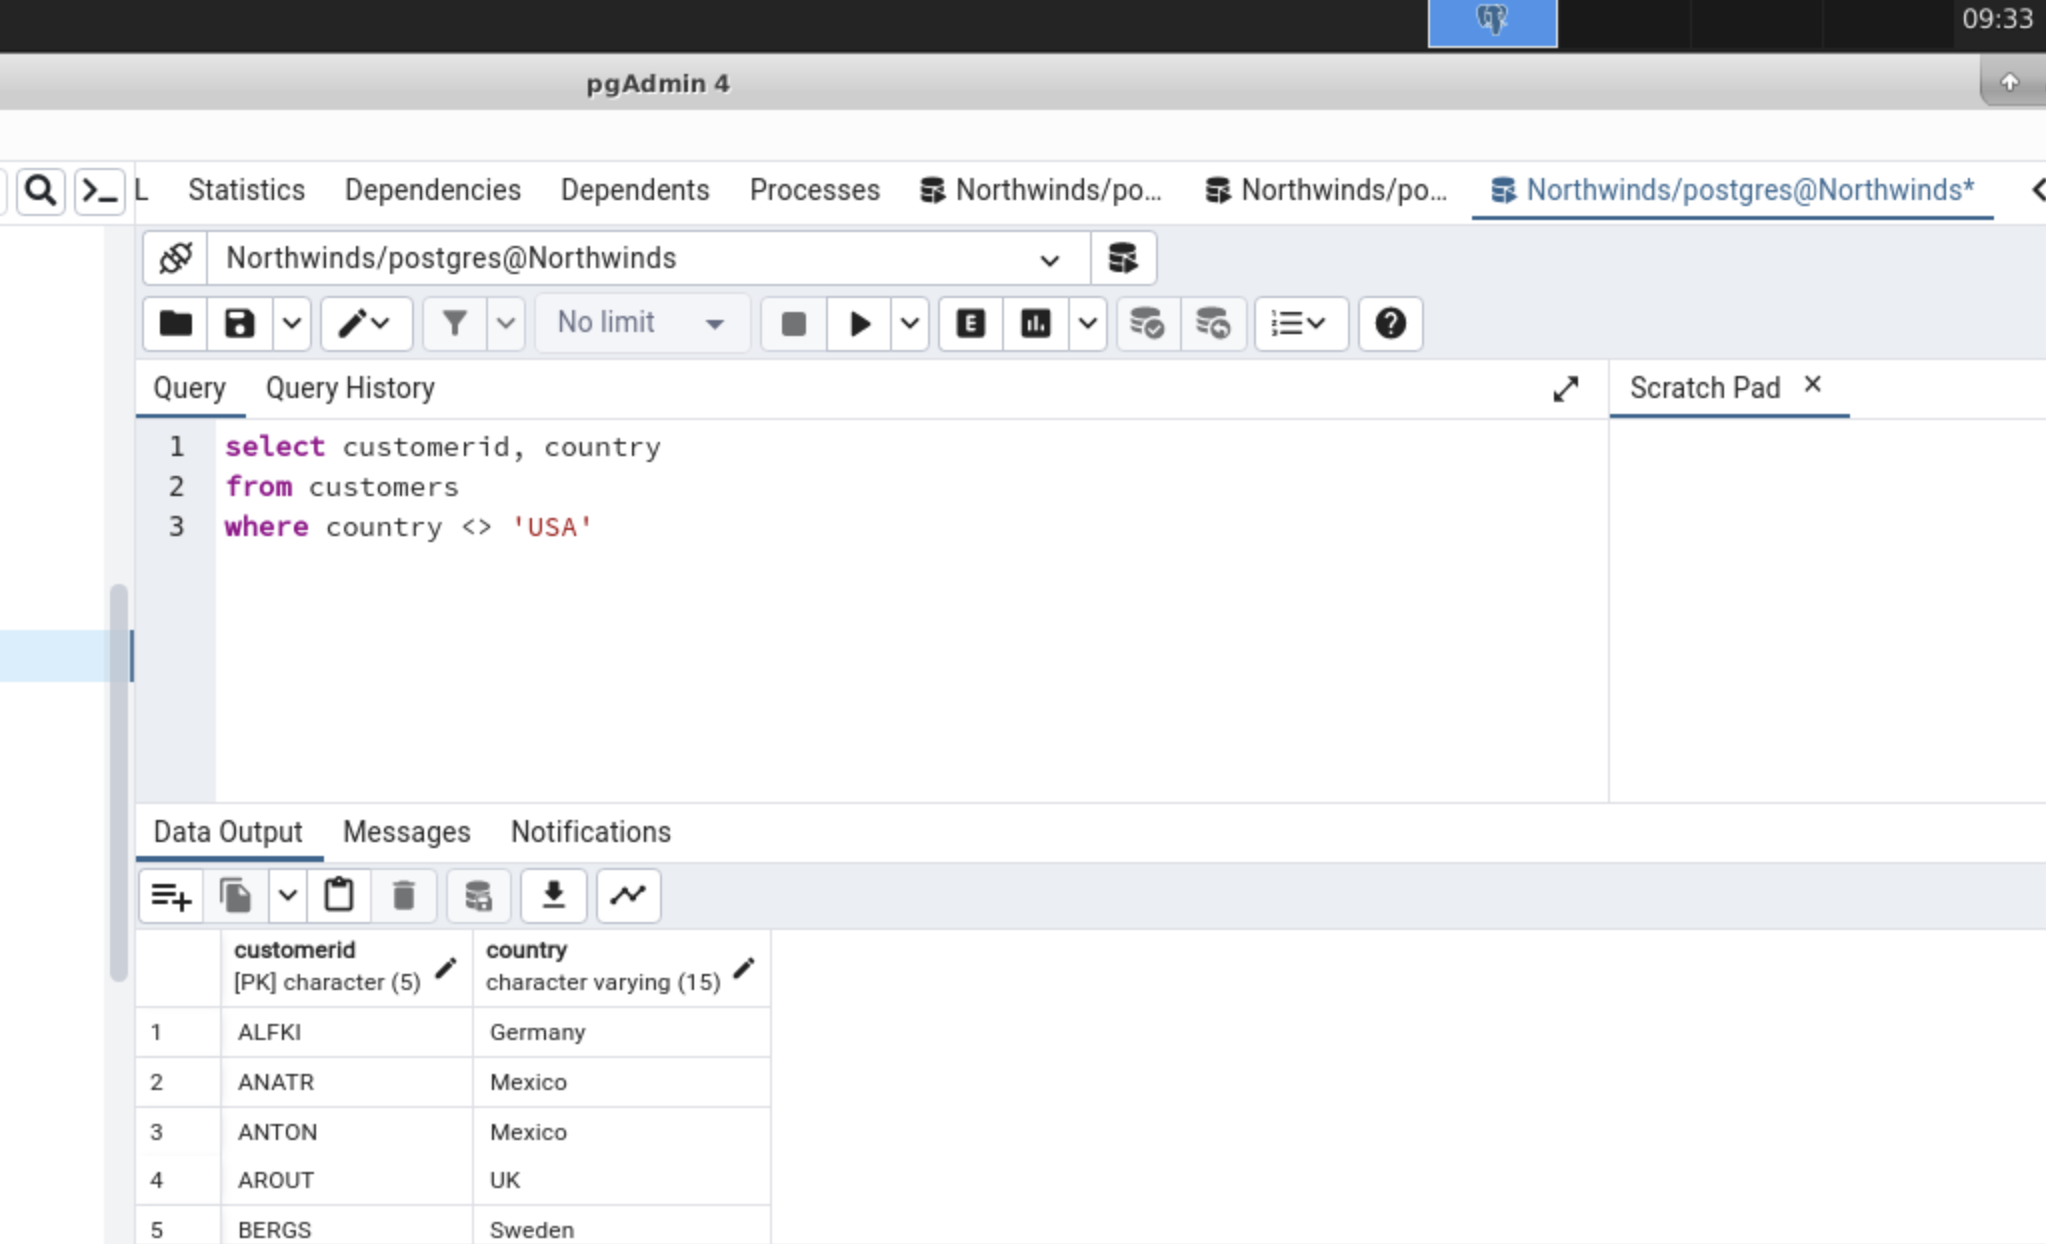 09:33
pgAdmin 4
L Statistics Dependencies Dependents Processes Northwinds/po... Northwinds/po... Northwinds/postgres@Northwinds*
Northwinds/postgres@Northwinds
No limit
Query Query History Scratch Pad
1 select customerid, country
2 from customers
3 where country <> 'USA'
Data Output Messages Notifications
customerid country
[PK] character (5) character varying (15)
1 ALFKI Germany
2 ANATR Mexico
3 ANTON Mexico
4 AROUT UK
5 BERGS Sweden